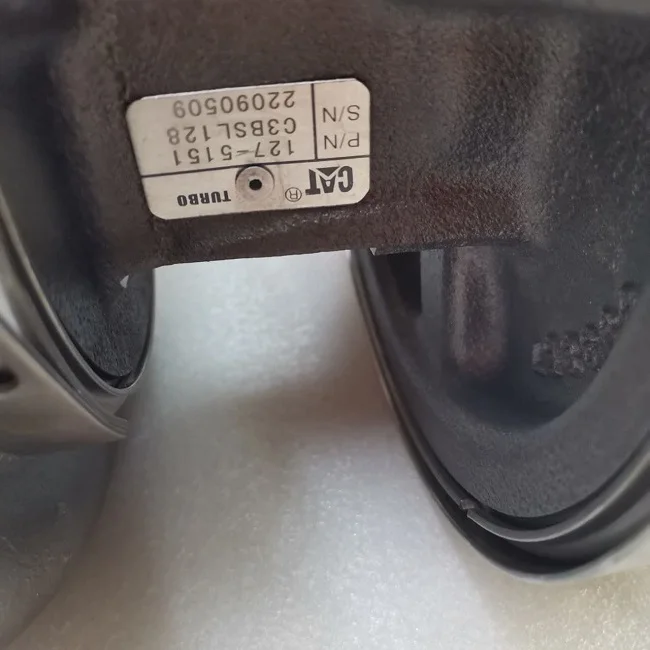 CAT® TURBO
P/N 127-5151
S/N C3BSL128
22090509